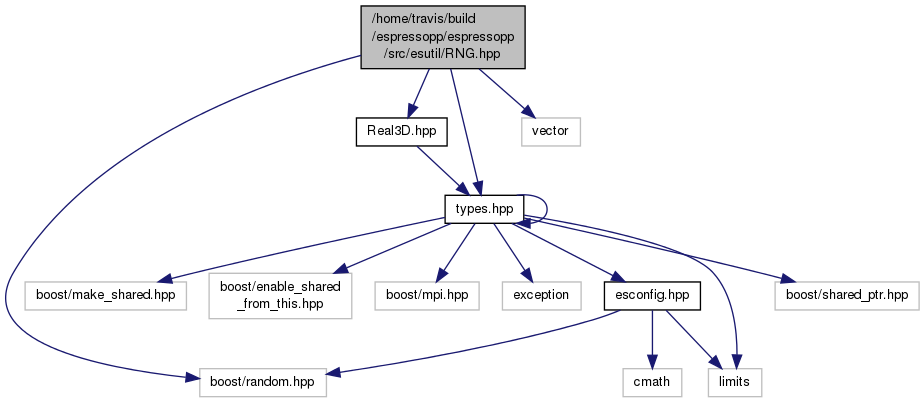 /home/travis/build
/espressopp/espressopp
/src/esutil/RNG.hpp
Real3D.hpp
vector
types.hpp
boost/make_shared.hpp
boost/enable_shared
_from_this.hpp
boost/mpi.hpp
exception
esconfig.hpp
boost/shared_ptr.hpp
boost/random.hpp
cmath
limits